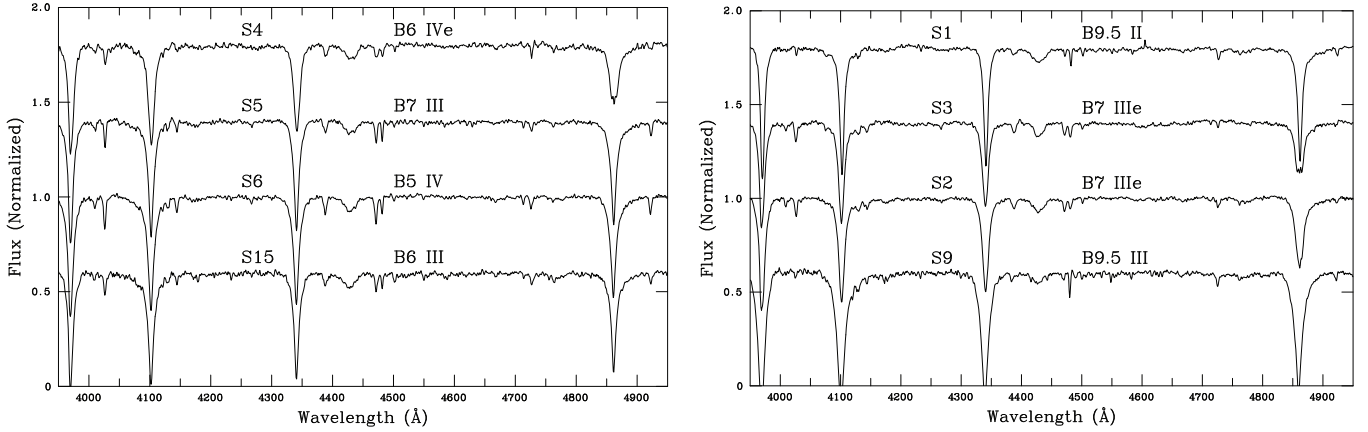 S4 B6 IVe
S5 B7 III
S6 B5 IV
S15 B6 III
2.0
1.5
1.0
0.5
0
Flux (Normalized)
4000 4100 4200 4300 4400 4500 4600 4700 4800 4900
Wavelength (Å)
S1 B9.5 II
S3 B7 IIIe
S2 B7 IIIe
S9 B9.5 III
2.0
1.5
1.0
0.5
0
Flux (Normalized)
4000 4100 4200 4300 4400 4500 4600 4700 4800 4900
Wavelength (Å)